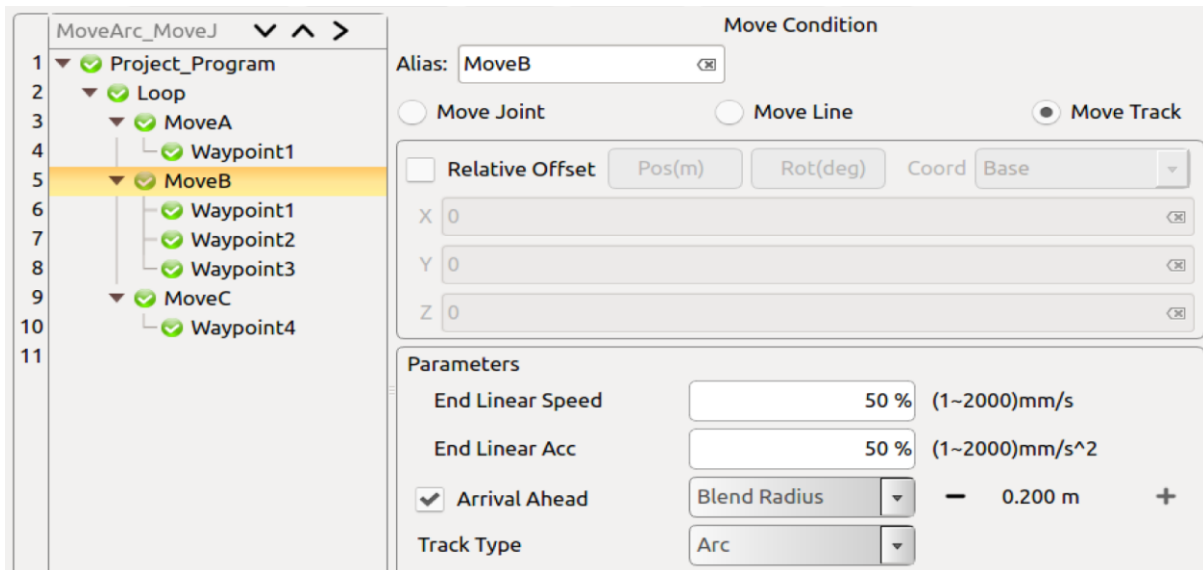 MoveArc_MoveJ
1 Project_Program
2 Loop
3 MoveA
4 Waypoint1
5 MoveB
6 Waypoint1
7 Waypoint2
8 Waypoint3
9 MoveC
10 Waypoint4
11
Move Condition
Alias: MoveB
Move Joint Move Line Move Track
Relative Offset Pos(m) Rot(deg) Coord Base
X 0
Y 0
Z 0
Parameters
End Linear Speed 50 % (1~2000)mm/s
End Linear Acc 50 % (1~2000)mm/s^2
Arrival Ahead Blend Radius − 0.200 m +
Track Type Arc